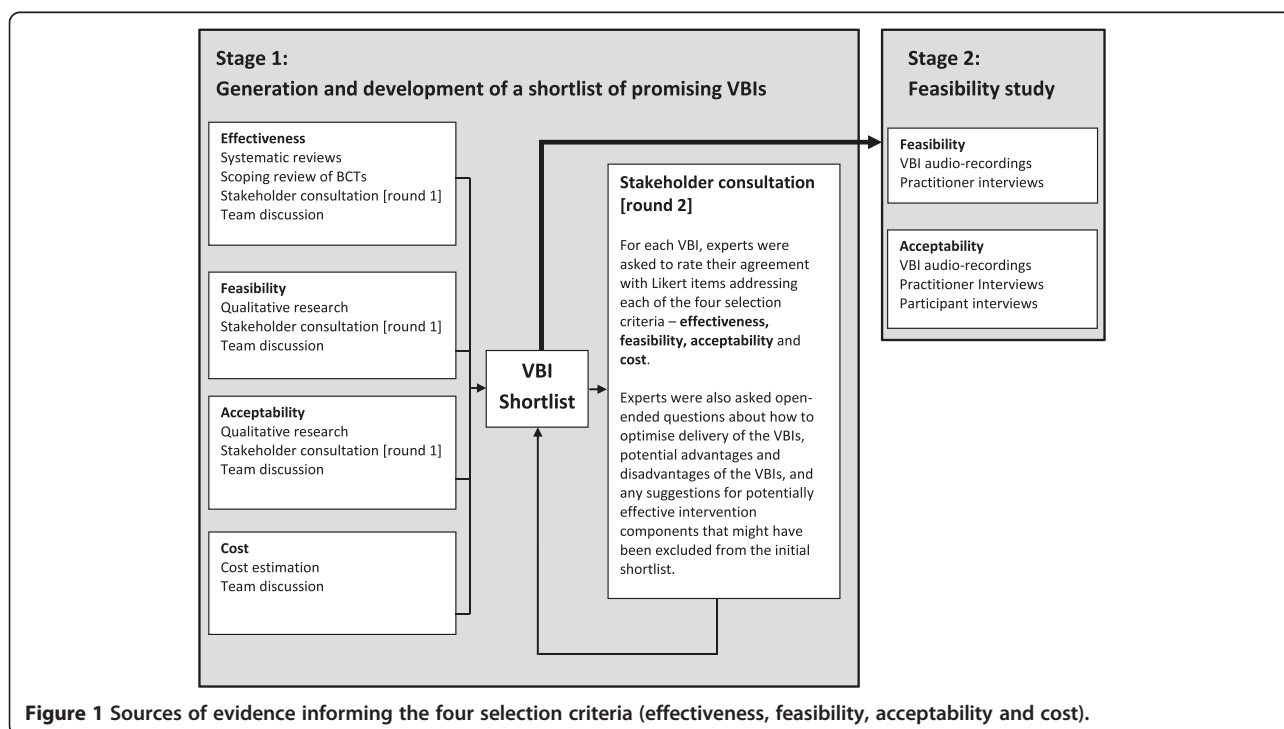 Stage 1:
Generation and development of a shortlist of promising VBIs
Effectiveness
Systematic reviews
Scoping review of BCTs
Stakeholder consultation [round 1]
Team discussion
Feasibility
Qualitative research
Stakeholder consultation [round 1]
Team discussion
Acceptability
Qualitative research
Stakeholder consultation [round 1]
Team discussion
Cost
Cost estimation
Team discussion
VBI
Shortlist
Stakeholder consultation
[round 2]
For each VBI, experts were
asked to rate their agreement
with Likert items addressing
each of the four selection
criteria – effectiveness,
feasibility, acceptability and
cost.
Experts were also asked open-
ended questions about how to
optimise delivery of the VBIs,
potential advantages and
disadvantages of the VBIs, and
any suggestions for potentially
effective intervention
components that might have
been excluded from the initial
shortlist.
Stage 2:
Feasibility study
Feasibility
VBI audio-recordings
Practitioner interviews
Acceptability
VBI audio-recordings
Practitioner Interviews
Participant interviews
Figure 1 Sources of evidence informing the four selection criteria (effectiveness, feasibility, acceptability and cost).